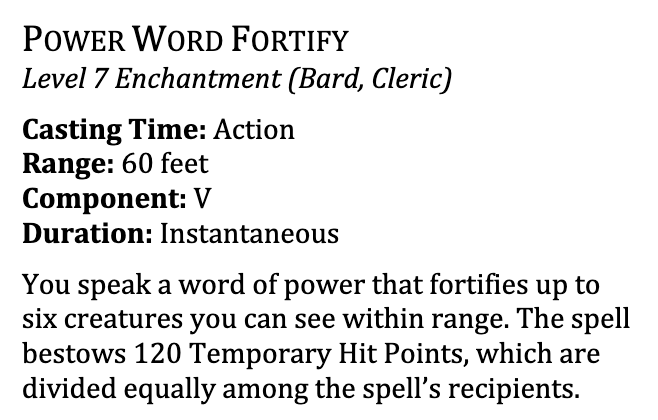 POWER WORD FORTIFY
Level 7 Enchantment (Bard, Cleric)
Casting Time: Action
Range: 60 feet
Component: V
Duration: Instantaneous
You speak a word of power that fortifies up to
six creatures you can see within range. The spell
bestows 120 Temporary Hit Points, which are
divided equally among the spell’s recipients.